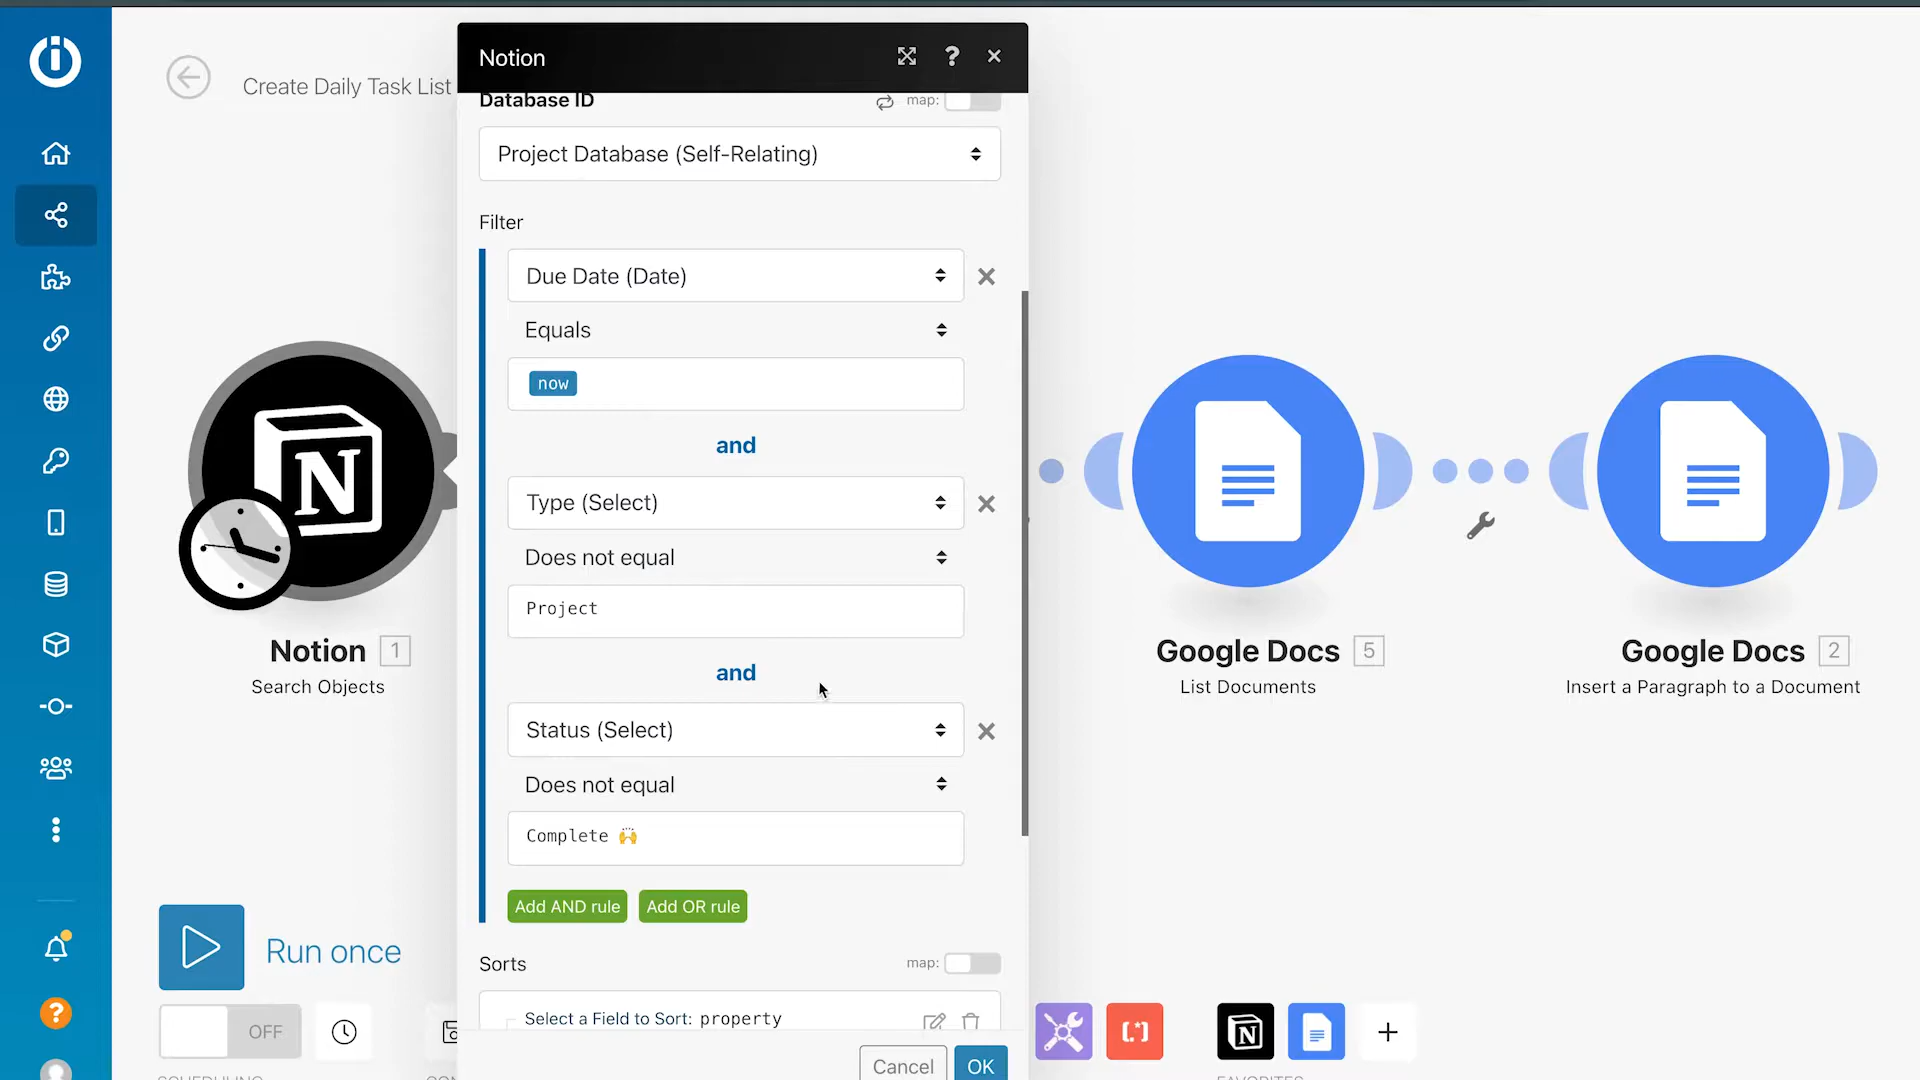 Notion
?
Create Daily Task List
Database ID
map:
Project Database (Self-Relating)
Filter
Due Date (Date)
Equals
now
and
Type (Select)
Does not equal
Project
and
Status (Select)
Does not equal
Complete 🙌
Add AND rule
Add OR rule
Sorts
map:
Select a Field to Sort: property
Cancel
OK
N
Notion 1
Search Objects
Google Docs 5
List Documents
Google Docs 2
Insert a Paragraph to a Document
Run once
OFF
?
N
+